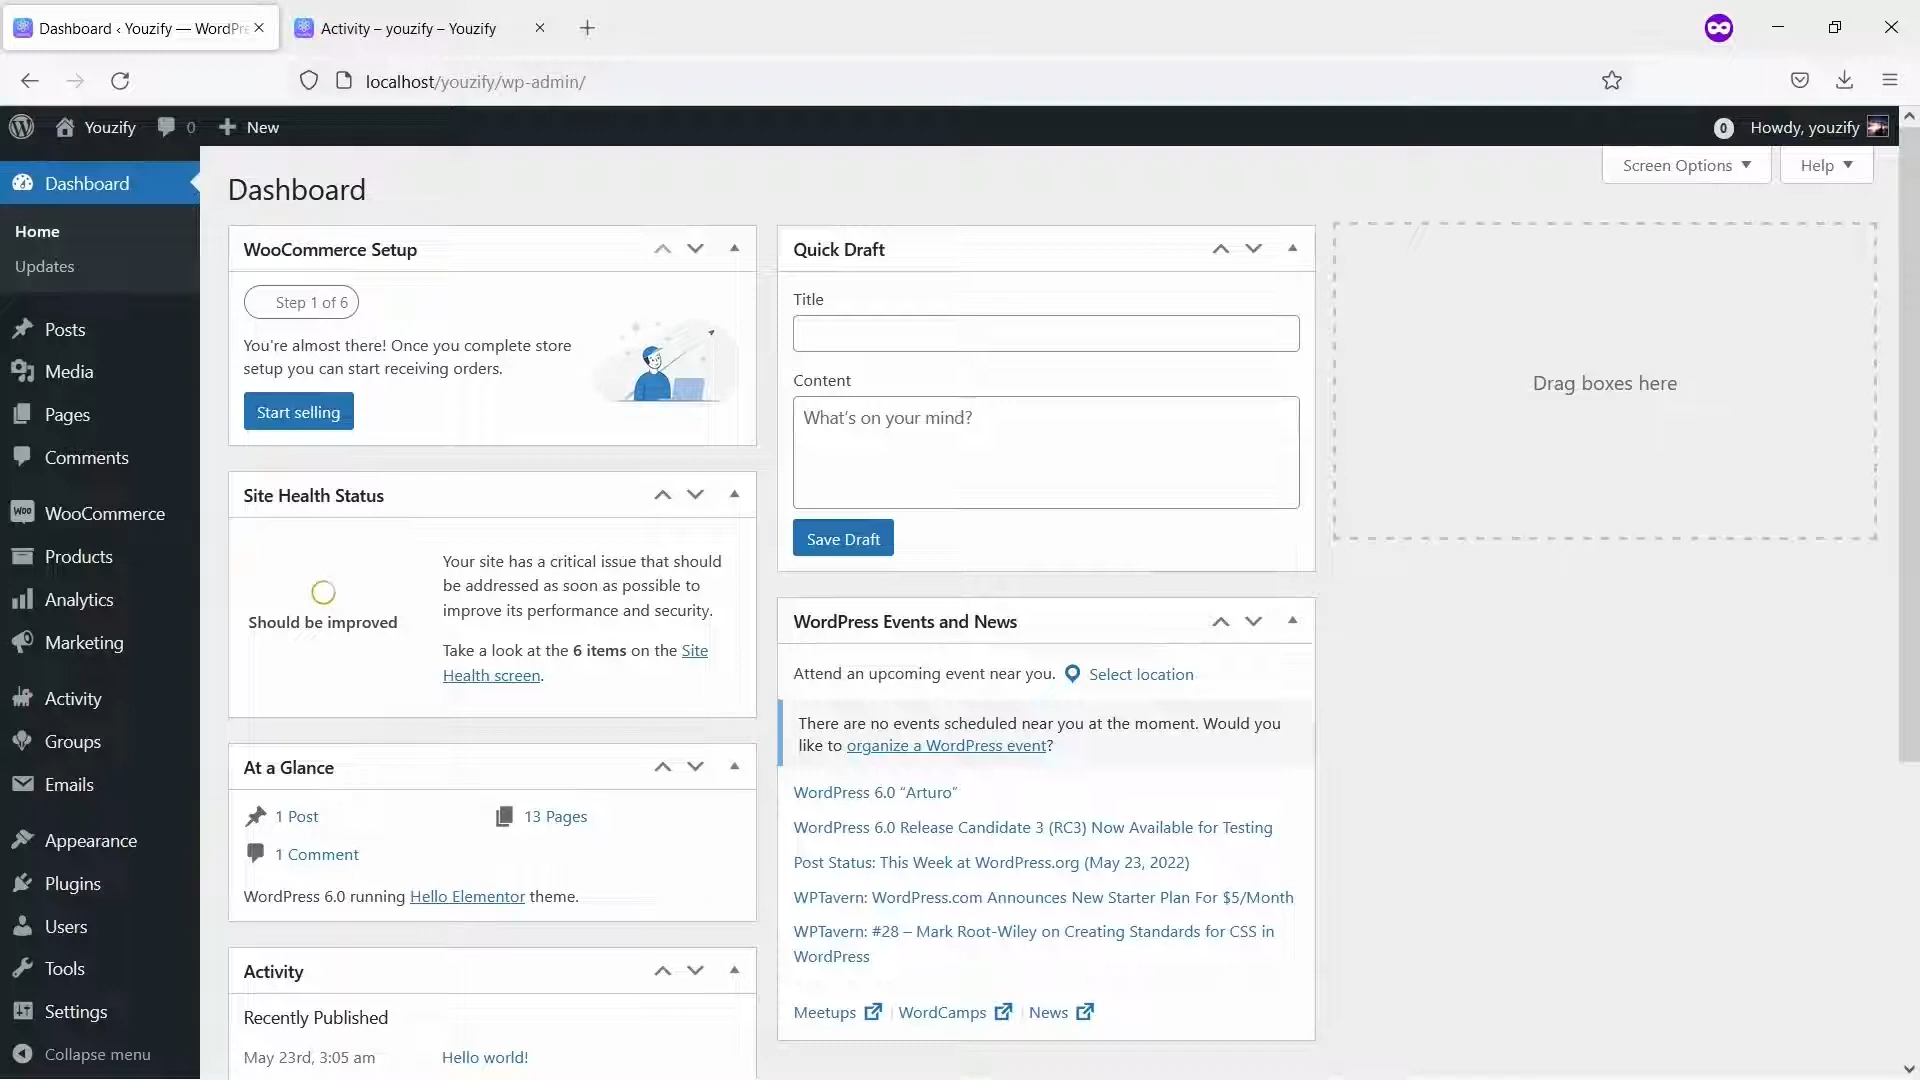 Dashboard ‹ Youzify — WordPre
Activity – youzify – Youzify
localhost/youzify/wp-admin/
Youzify
0
New
0
Howdy, youzify
Dashboard
Home
Updates
Posts
Media
Pages
Comments
Woo
WooCommerce
Products
Analytics
Marketing
Activity
Groups
Emails
Appearance
Plugins
Users
Tools
Settings
Collapse menu
Screen Options
Help
Dashboard
WooCommerce Setup
Step 1 of 6
You're almost there! Once you complete store
setup you can start receiving orders.
Start selling
Site Health Status
Should be improved
Your site has a critical issue that should
be addressed as soon as possible to
improve its performance and security.
Take a look at the 6 items on the Site
Health screen.
At a Glance
1 Post
13 Pages
1 Comment
WordPress 6.0 running Hello Elementor theme.
Activity
Recently Published
May 23rd, 3:05 am
Hello world!
Quick Draft
Title
Content
What's on your mind?
Save Draft
WordPress Events and News
Attend an upcoming event near you.
Select location
There are no events scheduled near you at the moment. Would you
like to organize a WordPress event?
WordPress 6.0 “Arturo”
WordPress 6.0 Release Candidate 3 (RC3) Now Available for Testing
Post Status: This Week at WordPress.org (May 23, 2022)
WPTavern: WordPress.com Announces New Starter Plan For $5/Month
WPTavern: #28 – Mark Root-Wiley on Creating Standards for CSS in
WordPress
Meetups
WordCamps
News
Drag boxes here